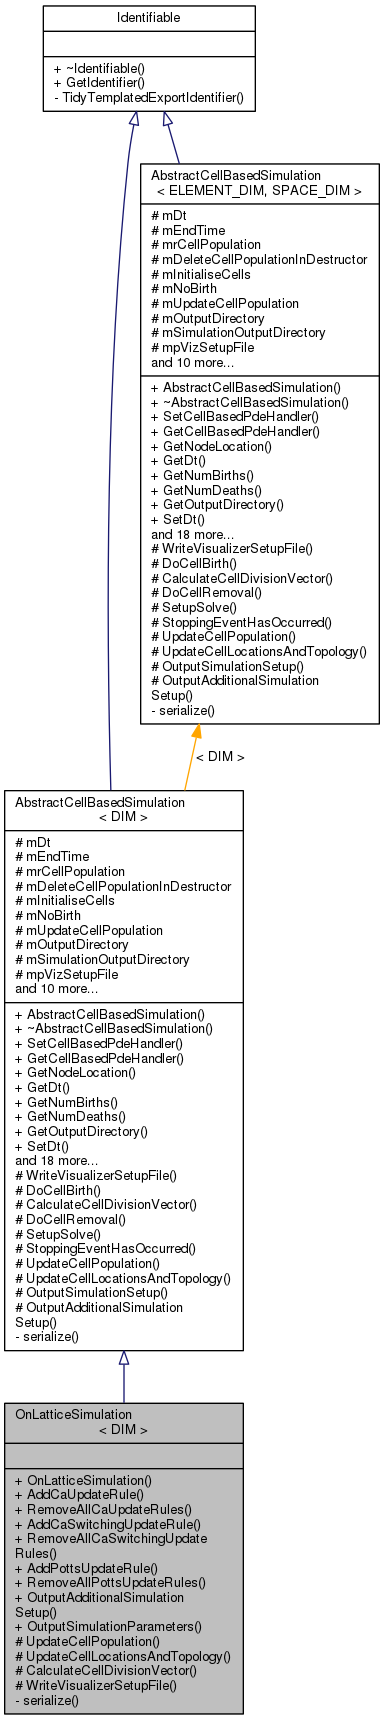 Identifiable
+ ~Identifiable()
+ GetIdentifier()
- TidyTemplatedExportIdentifier()
AbstractCellBasedSimulation
< ELEMENT_DIM, SPACE_DIM >
# mDt
# mEndTime
# mrCellPopulation
# mDeleteCellPopulationInDestructor
# mInitialiseCells
# mNoBirth
# mUpdateCellPopulation
# mOutputDirectory
# mSimulationOutputDirectory
# mpVizSetupFile
and 10 more...
+ AbstractCellBasedSimulation()
+ ~AbstractCellBasedSimulation()
+ SetCellBasedPdeHandler()
+ GetCellBasedPdeHandler()
+ GetNodeLocation()
+ GetDt()
+ GetNumBirths()
+ GetNumDeaths()
+ GetOutputDirectory()
+ SetDt()
and 18 more...
# WriteVisualizerSetupFile()
# DoCellBirth()
# CalculateCellDivisionVector()
# DoCellRemoval()
# SetupSolve()
# StoppingEventHasOccurred()
# UpdateCellPopulation()
# UpdateCellLocationsAndTopology()
# OutputSimulationSetup()
# OutputAdditionalSimulation
Setup()
- serialize()
< DIM >
AbstractCellBasedSimulation
< DIM >
# mDt
# mEndTime
# mrCellPopulation
# mDeleteCellPopulationInDestructor
# mInitialiseCells
# mNoBirth
# mUpdateCellPopulation
# mOutputDirectory
# mSimulationOutputDirectory
# mpVizSetupFile
and 10 more...
+ AbstractCellBasedSimulation()
+ ~AbstractCellBasedSimulation()
+ SetCellBasedPdeHandler()
+ GetCellBasedPdeHandler()
+ GetNodeLocation()
+ GetDt()
+ GetNumBirths()
+ GetNumDeaths()
+ GetOutputDirectory()
+ SetDt()
and 18 more...
# WriteVisualizerSetupFile()
# DoCellBirth()
# CalculateCellDivisionVector()
# DoCellRemoval()
# SetupSolve()
# StoppingEventHasOccurred()
# UpdateCellPopulation()
# UpdateCellLocationsAndTopology()
# OutputSimulationSetup()
# OutputAdditionalSimulation
Setup()
- serialize()
OnLatticeSimulation
< DIM >
+ OnLatticeSimulation()
+ AddCaUpdateRule()
+ RemoveAllCaUpdateRules()
+ AddCaSwitchingUpdateRule()
+ RemoveAllCaSwitchingUpdate
Rules()
+ AddPottsUpdateRule()
+ RemoveAllPottsUpdateRules()
+ OutputAdditionalSimulation
Setup()
+ OutputSimulationParameters()
# UpdateCellPopulation()
# UpdateCellLocationsAndTopology()
# CalculateCellDivisionVector()
# WriteVisualizerSetupFile()
- serialize()